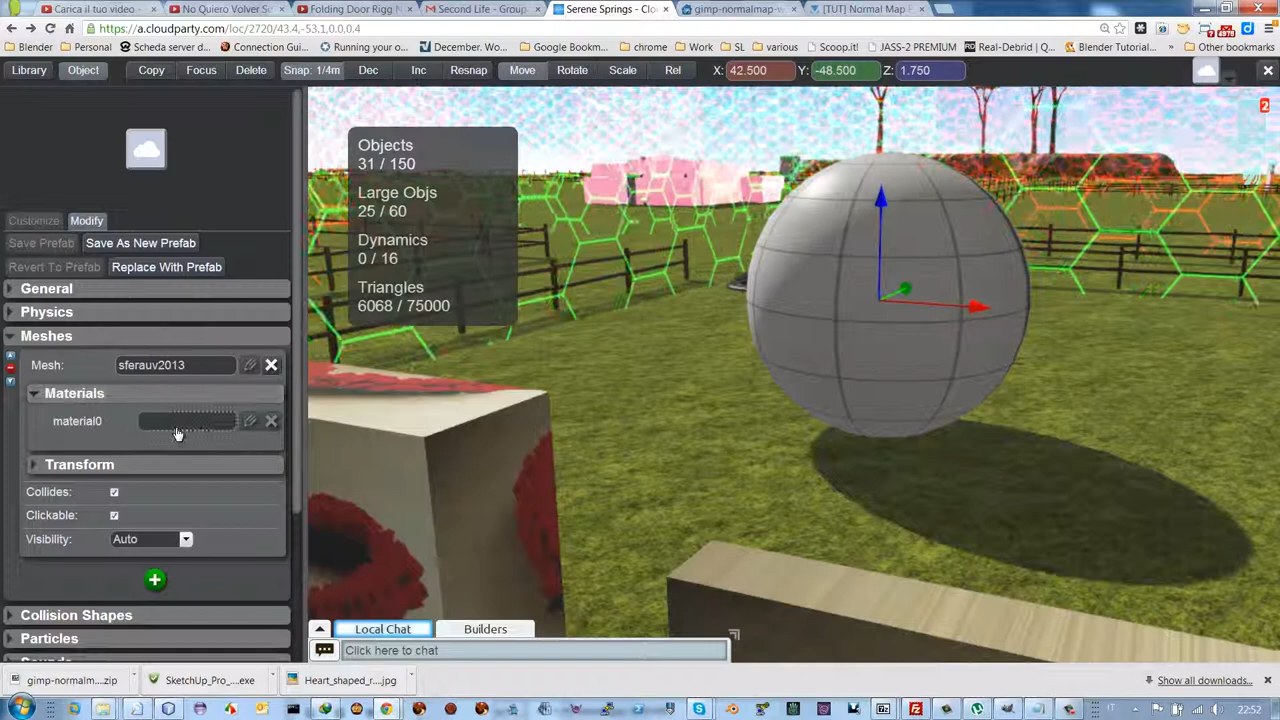 Carica il tuo video -
No Quiero Volver S
Folding Door Rigg N
Second Life - Group
Serene Springs - Clo
gimp-normalmap-w
[TUT] Normal Map F
https://a.cloudparty.com/loc/2720/43.4,-53.1,0.0,0.4
Blender
Personal
Scheda server d...
Connection Gui...
Running your o...
December. Wo...
Google Bookm...
chrome
Work
SL
various
Scoop.it!
JASS-2 PREMIUM
Real-Debrid | Q...
Blender Tutorial...
Other bookmarks
Library
Object
Copy
Focus
Delete
Snap: 1/4m
Dec
Inc
Resnap
Move
Rotate
Scale
Rel
X: 42.500
Y: -48.500
Z: 1.750
2
Objects
31 / 150
Large Objs
25 / 60
Dynamics
0 / 16
Triangles
6068 / 75000
Customize
Modify
Save Prefab
Save As New Prefab
Revert To Prefab
Replace With Prefab
General
Physics
Meshes
Mesh: sferauv2013
Materials
material0
Transform
Collides:
Clickable:
Visibility: Auto
Collision Shapes
Particles
Local Chat
Builders
Click here to chat
gimp-normalm....zip
SketchUp_Pro_....exe
Heart_shaped_r....jpg
Show all downloads...
IT
22:52